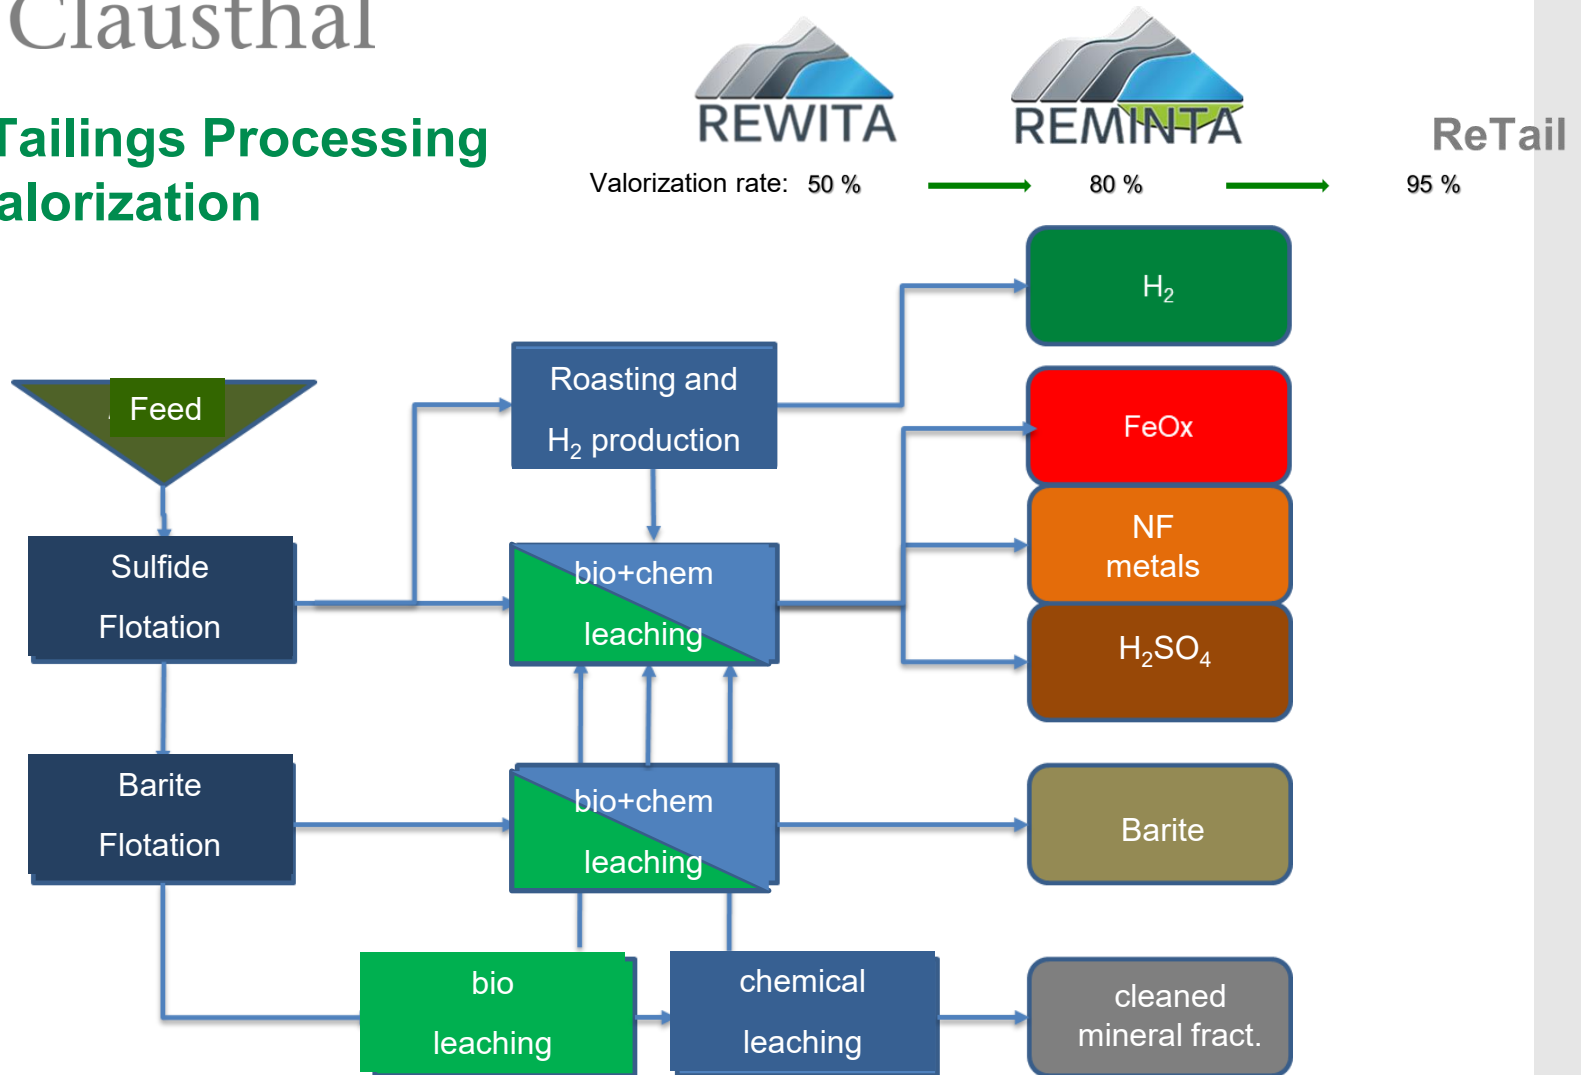 Clausthal
REWITA
REMINTA
ReTail
Tailings Processing
alorization
Valorization rate: 50 %
80 %
95 %
H₂
Feed
Roasting and
H₂ production
FeOx
NF
metals
Sulfide
Flotation
bio+chem
leaching
H₂SO₄
Barite
Flotation
bio+chem
leaching
Barite
bio
leaching
chemical
leaching
cleaned
mineral fract.